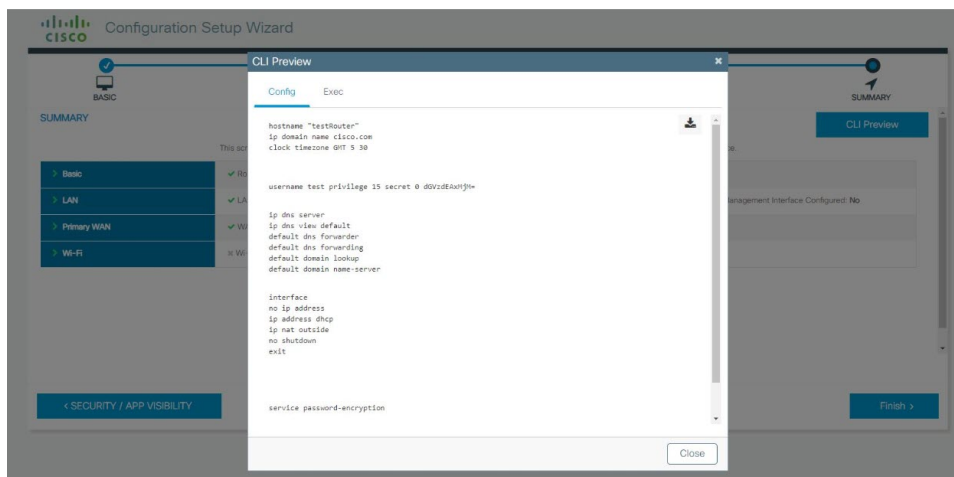 CISCO
Configuration Setup Wizard
BASIC
SUMMARY
SUMMARY
CLI Preview
This scr
e.
> Basic
✓ Ro
> LAN
✓ LA
lanagement Interface Configured: No
> Primary WAN
✓ WA
> Wi-Fi
Wi
CLI Preview
×
Config
Exec
hostname "testRouter"
ip domain name cisco.com
clock timezone GMT 5 30
username test privilege 15 secret 0 dGVzdEAxMjM=
ip dns server
ip dns view default
default dns forwarder
default dns forwarding
default domain lookup
default domain name-server
interface
no ip address
ip address dhcp
ip nat outside
no shutdown
exit
service password-encryption
< SECURITY / APP VISIBILITY
Finish >
Close